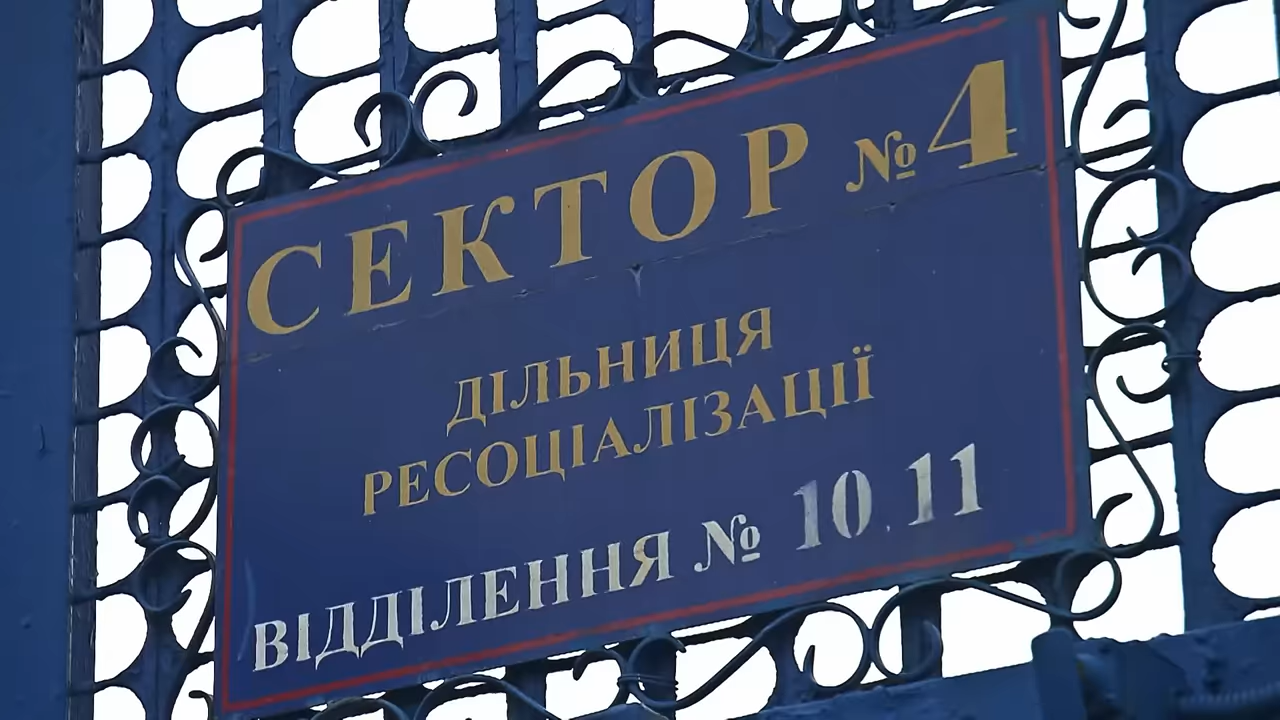 СЕКТОР № 4
ДІЛЬНИЦЯ
РЕСОЦІАЛІЗАЦІЇ
ВІДДІЛЕННЯ № 10, 11